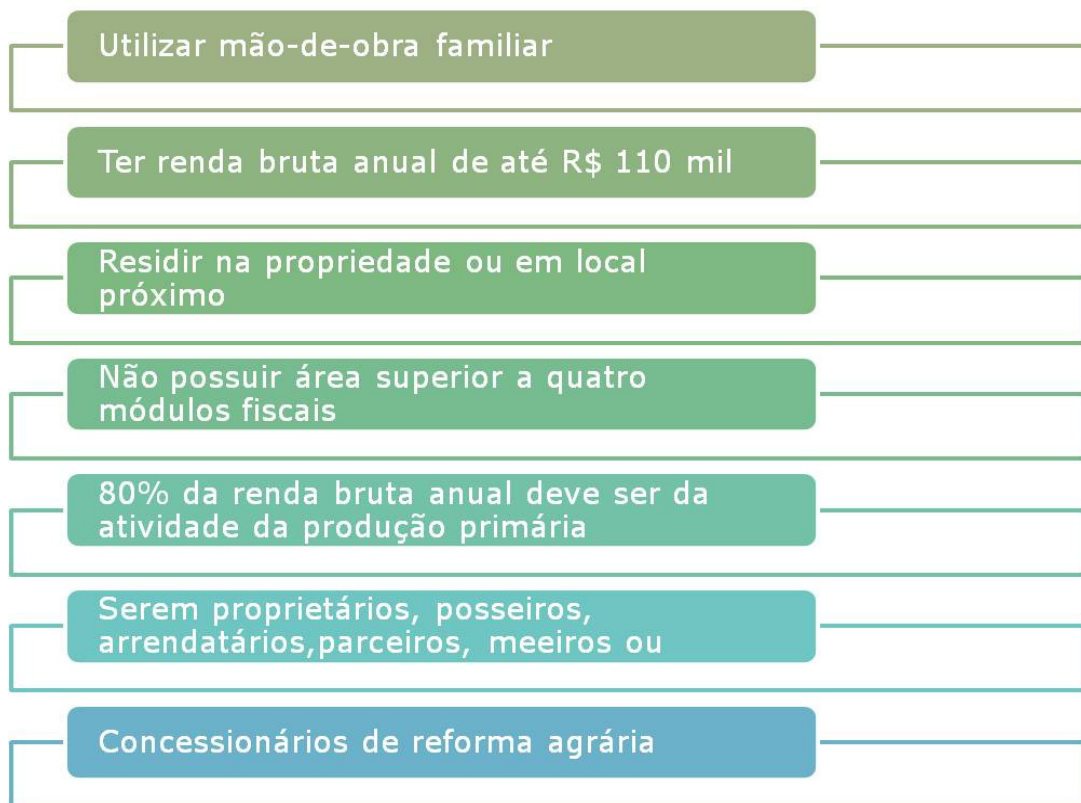 Utilizar mão-de-obra familiar
Ter renda bruta anual de até R$ 110 mil
Residir na propriedade ou em local
próximo
Não possuir área superior a quatro
módulos fiscais
80% da renda bruta anual deve ser da
atividade da produção primária
Serem proprietários, posseiros,
arrendatários,parceiros, meeiros ou
Concessionários de reforma agrária